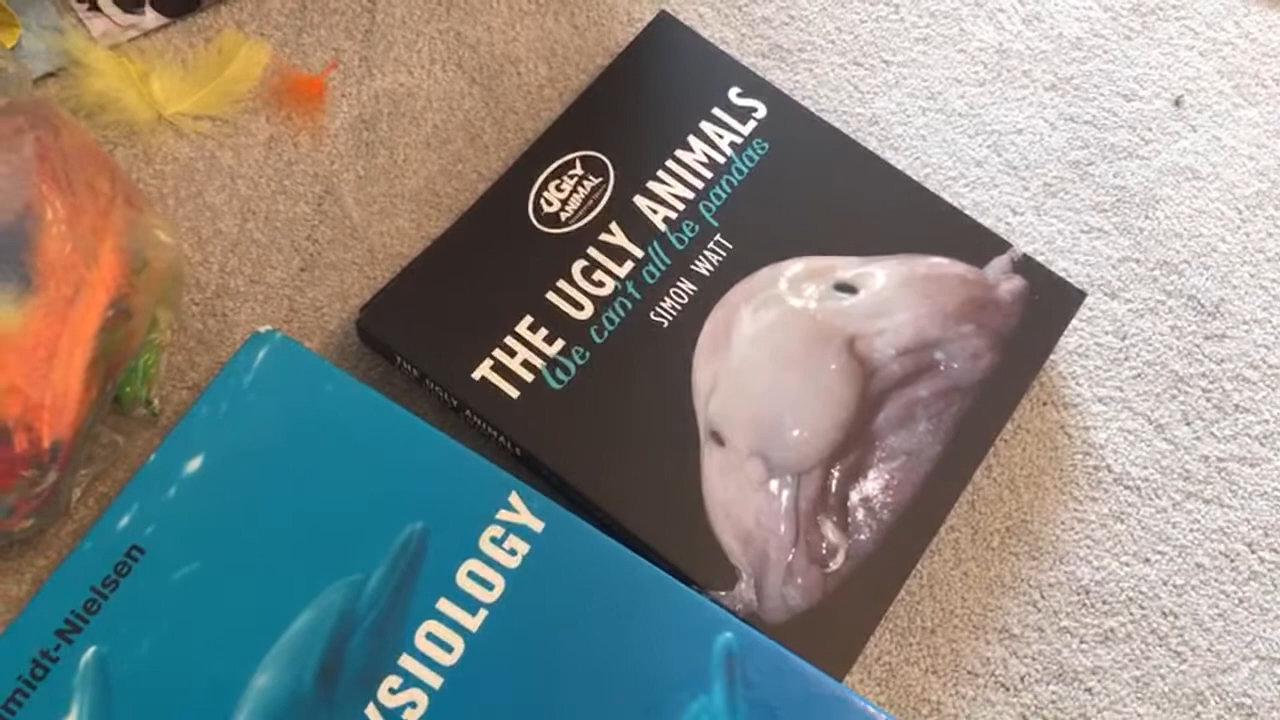 UGLY
ANIMAL
THE UGLY ANIMALS
We can't all be pandas
SIMON WATT
THE UGLY ANIMALS
midt-Nielsen
YSIOLOGY